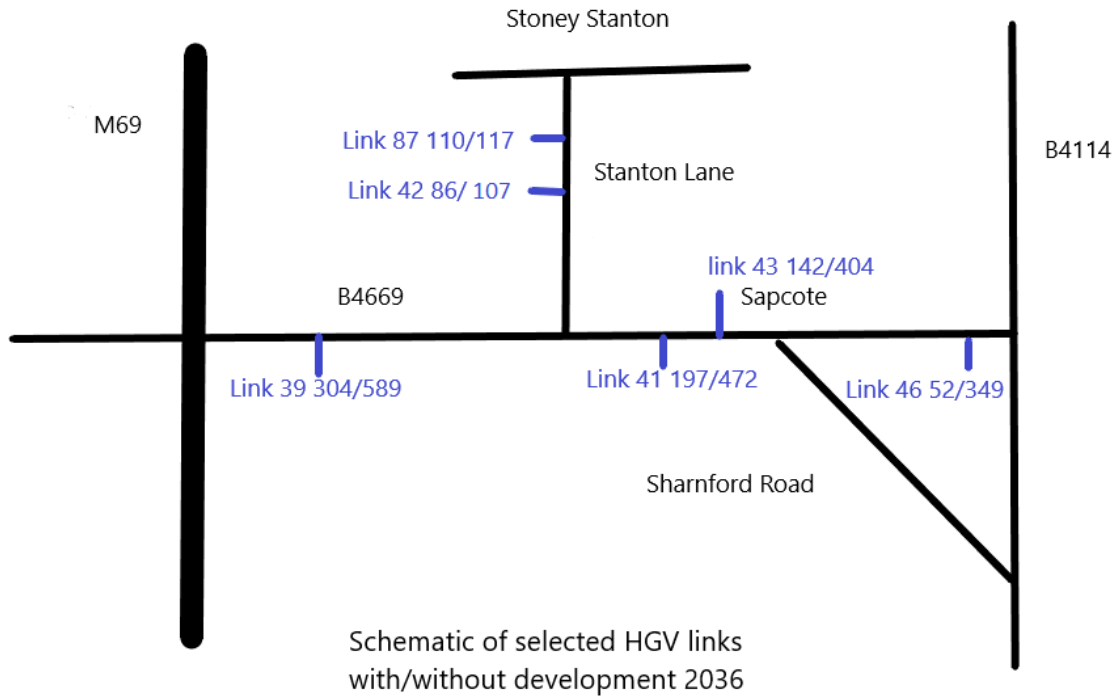 Stoney Stanton
M69
Link 87 110/117
B4114
Stanton Lane
Link 42 86/ 107
link 43 142/404
B4669
Sapcote
Link 39 304/589
Link 41 197/472
Link 46 52/349
Sharnford Road
Schematic of selected HGV links
with/without development 2036